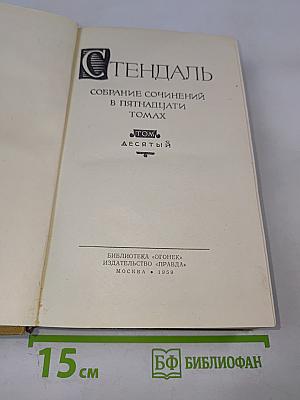 СТЕНДАЛЬ
СОБРАНИЕ СОЧИНЕНИЙ
В ПЯТНАДЦАТИ
ТОМАХ
ТОМ
ДЕСЯТЫЙ
БИБЛИОТЕКА «ОГОНЕК»
ИЗДАТЕЛЬСТВО «ПРАВДА»
МОСКВА • 1959
15 см
БФ БИБЛИОФАН